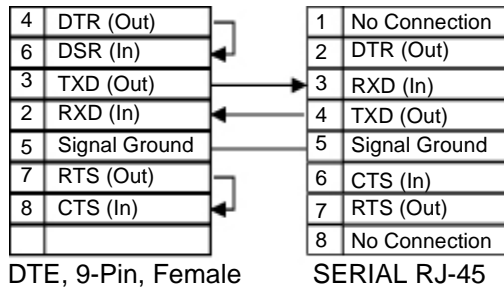 4 DTR (Out)
6 DSR (In)
3 TXD (Out)
2 RXD (In)
5 Signal Ground
7 RTS (Out)
8 CTS (In)
DTE, 9-Pin, Female
1 No Connection
2 DTR (Out)
3 RXD (In)
4 TXD (Out)
5 Signal Ground
6 CTS (In)
7 RTS (Out)
8 No Connection
SERIAL RJ-45